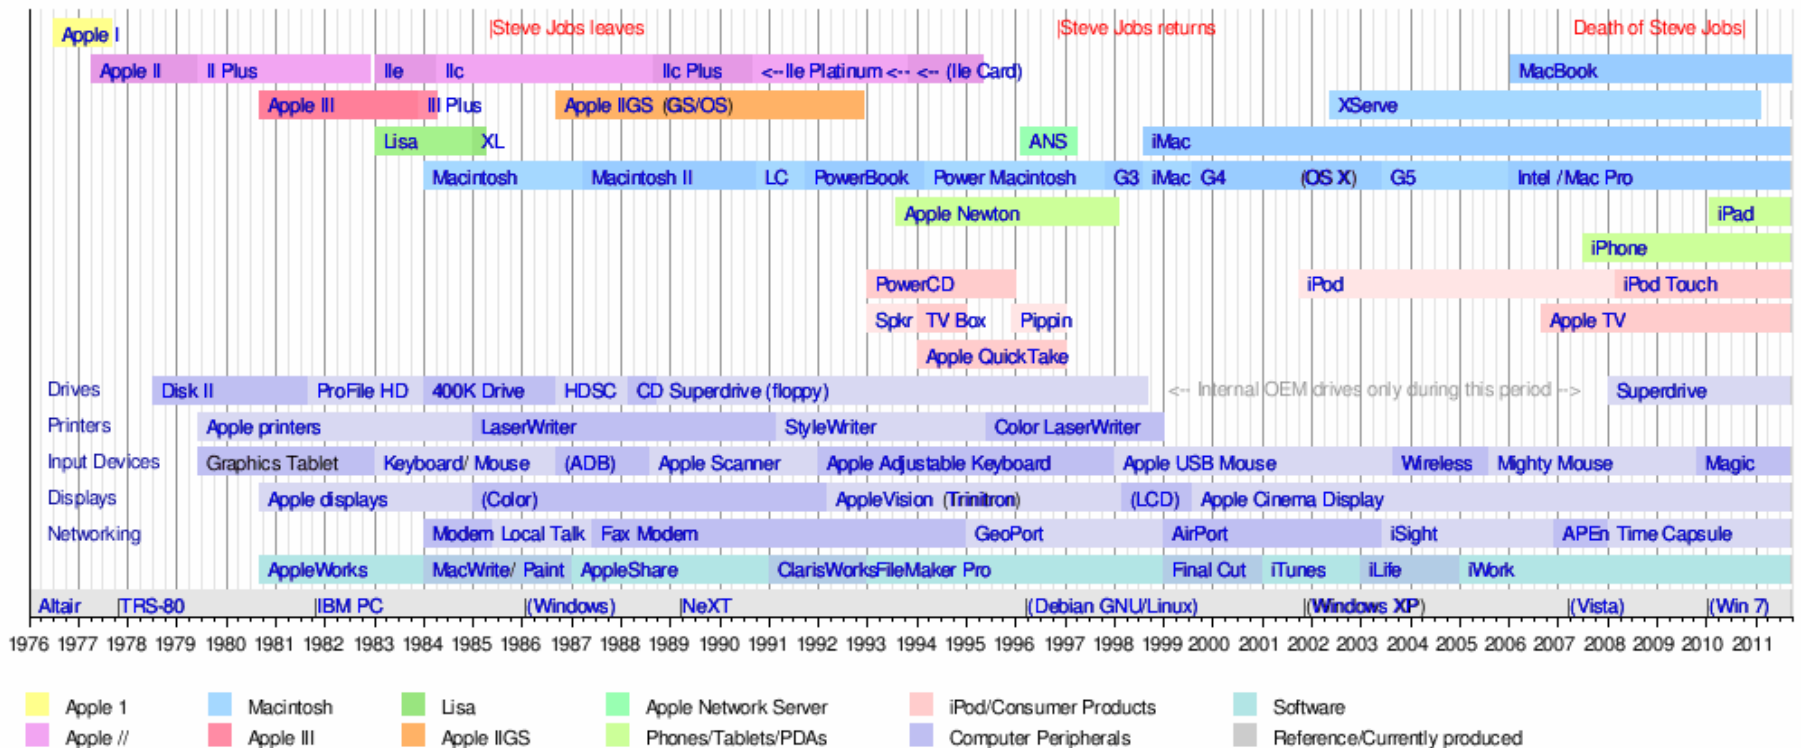 Apple I |Steve Jobs leaves |Steve Jobs returns Death of Steve Jobs|
Apple II II Plus IIe IIc IIc Plus <--IIe Platinum <-- <-- (IIe Card) MacBook
Apple III III Plus Apple IIGS (GS/OS) XServe
Lisa XL ANS iMac
Macintosh Macintosh II LC PowerBook Power Macintosh G3 iMac G4 (OS X) G5 Intel /Mac Pro
Apple Newton iPad
iPhone
PowerCD iPod iPod Touch
Spkr TV Box Pippin Apple TV
Apple QuickTake
Drives Disk II ProFile HD 400K Drive HDSC CD Superdrive (floppy) <-- Internal OEM drives only during this period --> Superdrive
Printers Apple printers LaserWriter StyleWriter Color LaserWriter
Input Devices Graphics Tablet Keyboard/ Mouse (ADB) Apple Scanner Apple Adjustable Keyboard Apple USB Mouse Wireless Mighty Mouse Magic
Displays Apple displays (Color) AppleVision (Trinitron) (LCD) Apple Cinema Display
Networking Modem Local Talk Fax Modem GeoPort AirPort iSight APEn Time Capsule
AppleWorks MacWrite/ Paint AppleShare ClarisWorksFileMaker Pro Final Cut iTunes iLife iWork
Altair |TRS-80 |IBM PC |(Windows) |NeXT |(Debian GNU/Linux) |(Windows XP) |(Vista) |(Win 7)
1976 1977 1978 1979 1980 1981 1982 1983 1984 1985 1986 1987 1988 1989 1990 1991 1992 1993 1994 1995 1996 1997 1998 1999 2000 2001 2002 2003 2004 2005 2006 2007 2008 2009 2010 2011
Apple 1 Macintosh Lisa Apple Network Server iPod/Consumer Products Software
Apple // Apple III Apple IIGS Phones/Tablets/PDAs Computer Peripherals Reference/Currently produced